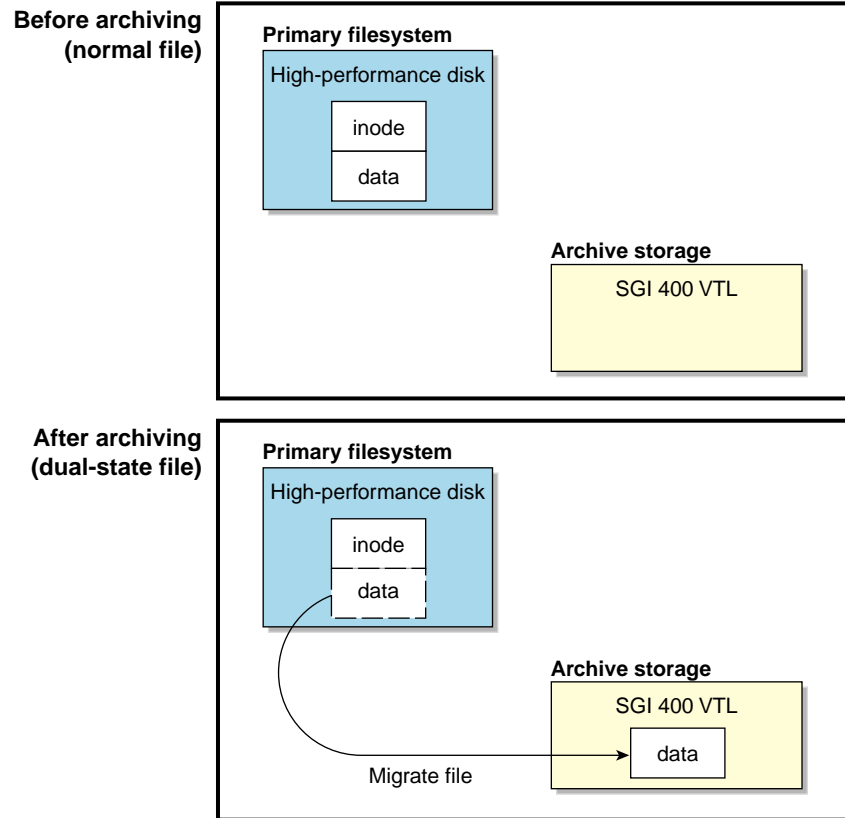 Before archiving
(normal file)
Primary filesystem
High-performance disk
inode
data
Archive storage
SGI 400 VTL
After archiving
(dual-state file)
Primary filesystem
High-performance disk
inode
data
Archive storage
SGI 400 VTL
data
Migrate file